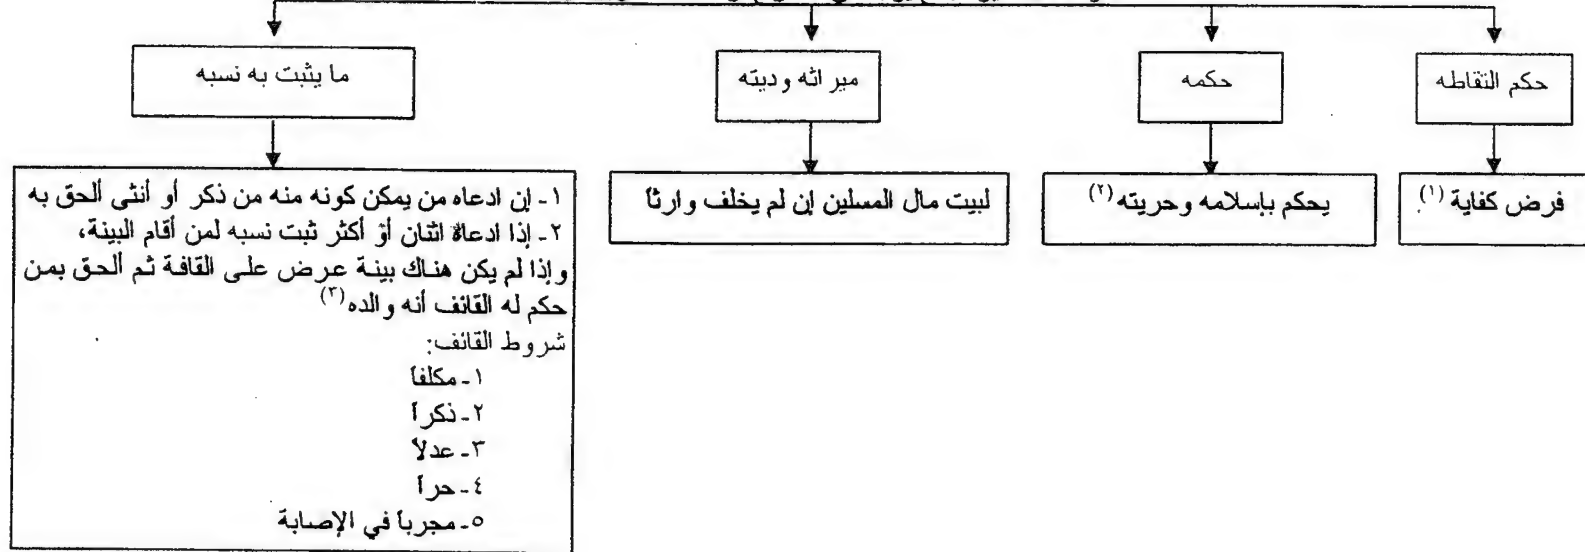 حكم التقاطه
حكمه
ميراثه وديته
ما يثبت به نسبه
فرض كفاية (١)
يحكم بإسلامه وحريته (٢)
لبيت مال المسلين إن لم يخلف وارثاً
١- إن ادعاه من يمكن كونه منه من ذكر أو أنثى ألحق به
٢- إذا ادعاه اثنان أو أكثر ثبت نسبه لمن أقام البينة،
وإذا لم يكن هناك بينة عرض على القافة ثم ألحق بمن
حكم له القائف أنه والده (٣)
شروط القائف:
١- مكلفاً
٢- ذكراً
٣- عدلاً
٤- حراً
٥- مجرباً في الإصابة